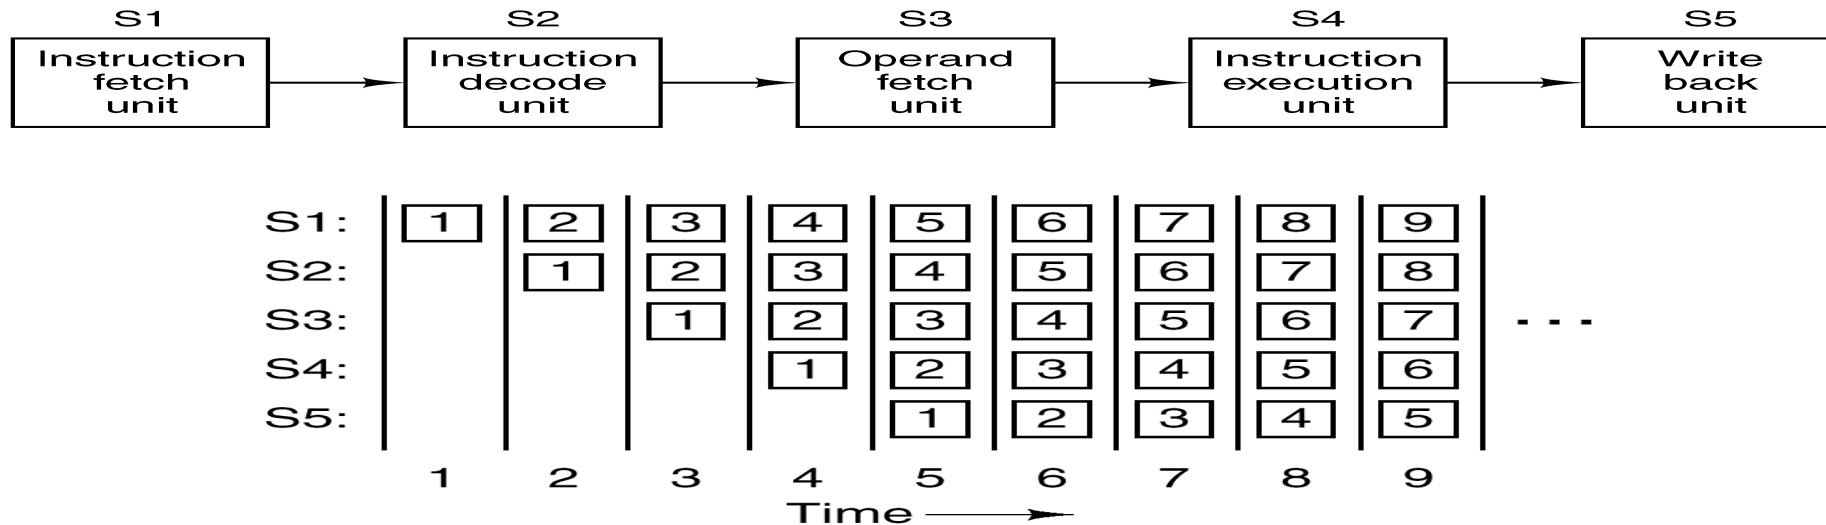 S1 S2 S3 S4 S5
Instruction fetch unit
Instruction decode unit
Operand fetch unit
Instruction execution unit
Write back unit
S1: 1 2 3 4 5 6 7 8 9
S2: 1 2 3 4 5 6 7 8
S3: 1 2 3 4 5 6 7 . . .
S4: 1 2 3 4 5 6
S5: 1 2 3 4 5
1 2 3 4 5 6 7 8 9
Time